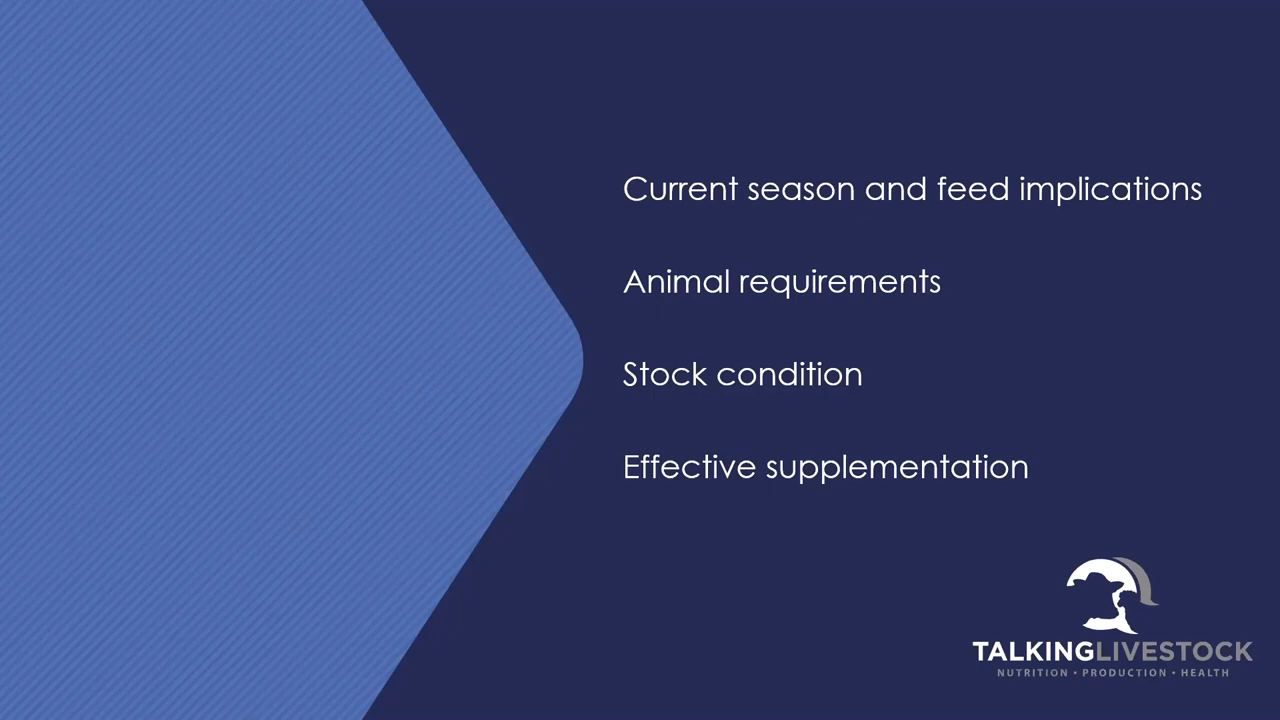 Current season and feed implications
Animal requirements
Stock condition
Effective supplementation
TALKINGLIVESTOCK
NUTRITION • PRODUCTION • HEALTH